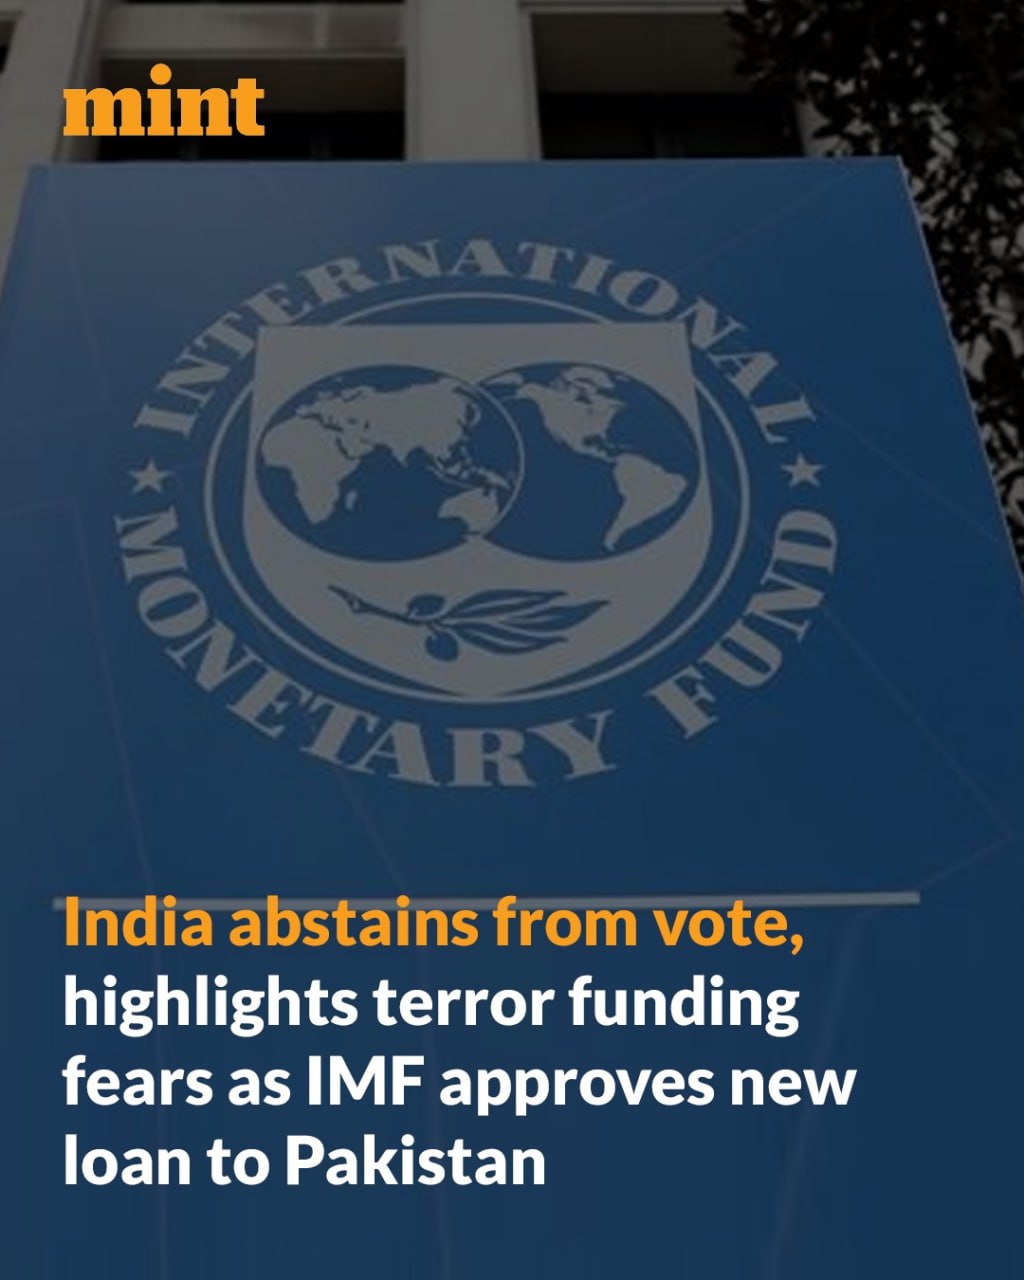 mint
INTERNATIONAL
MONETARY FUND
India abstains from vote,
highlights terror funding
fears as IMF approves new
loan to Pakistan